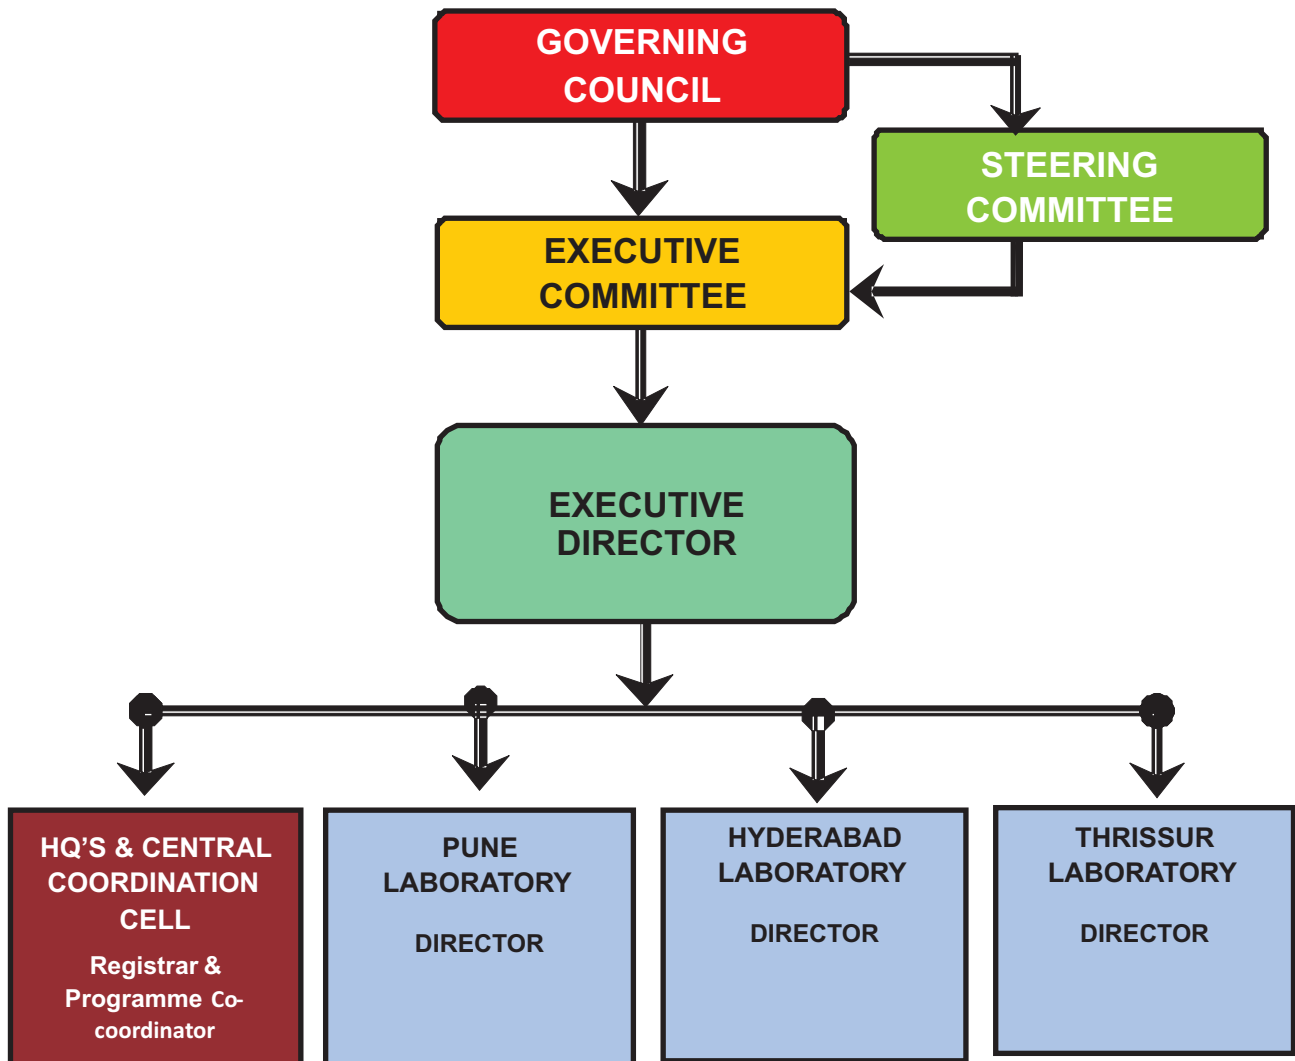 GOVERNING
COUNCIL
STEERING
COMMITTEE
EXECUTIVE
COMMITTEE
EXECUTIVE
DIRECTOR
HQ'S & CENTRAL
COORDINATION
CELL
Registrar &
Programme Co-
coordinator
PUNE
LABORATORY
DIRECTOR
HYDERABAD
LABORATORY
DIRECTOR
THRISSUR
LABORATORY
DIRECTOR